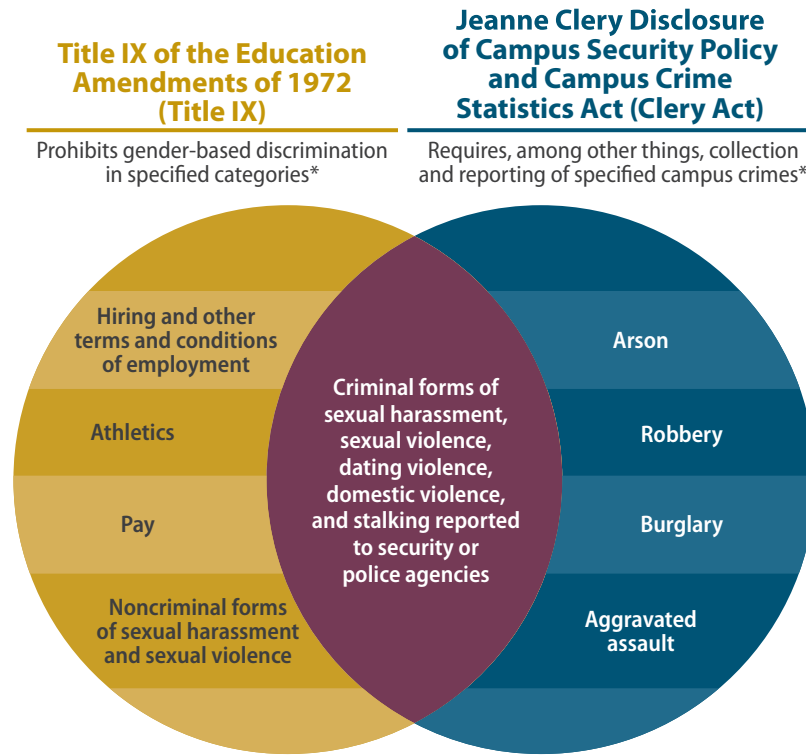 Title IX of the Education
Amendments of 1972
(Title IX)
Prohibits gender-based discrimination
in specified categories*
Jeanne Clery Disclosure
of Campus Security Policy
and Campus Crime
Statistics Act (Clery Act)
Requires, among other things, collection
and reporting of specified campus crimes*
Hiring and other
terms and conditions
of employment
Athletics
Pay
Noncriminal forms
of sexual harassment
and sexual violence
Criminal forms of
sexual harassment,
sexual violence,
dating violence,
domestic violence,
and stalking reported
to security or
police agencies
Arson
Robbery
Burglary
Aggravated
assault